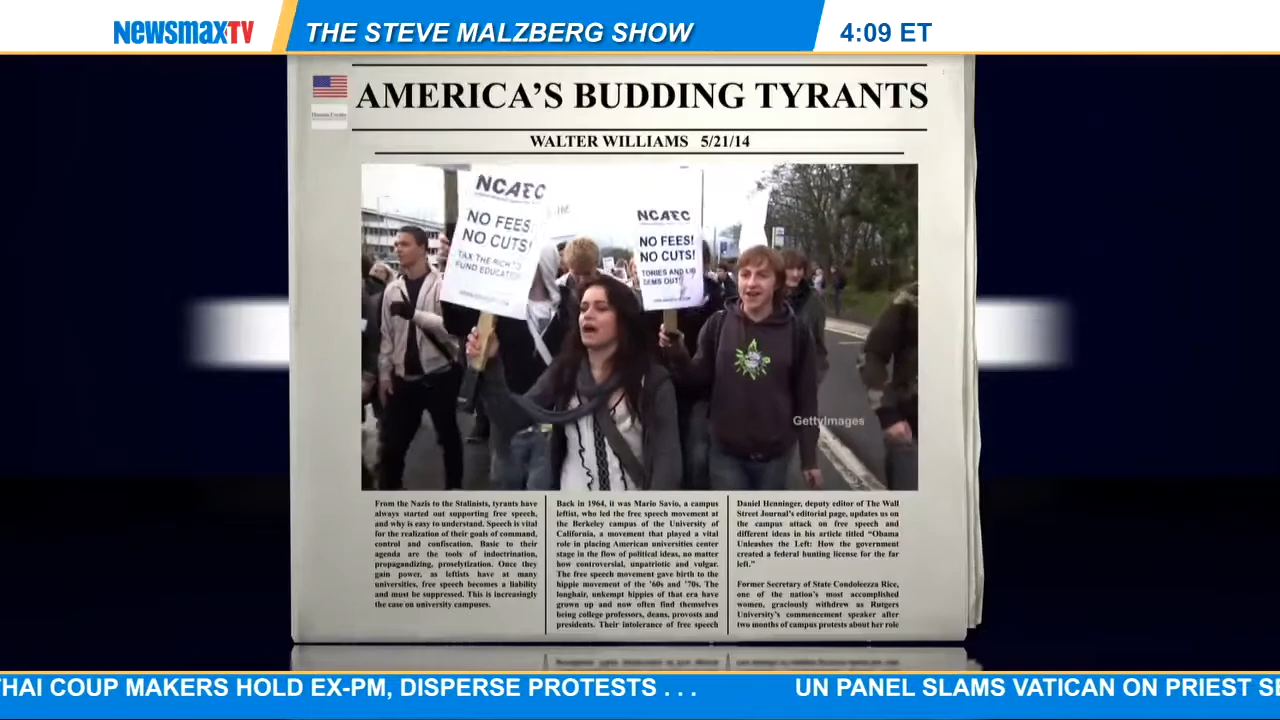 NEWSMAXTV
THE STEVE MALZBERG SHOW
4:09 ET
AMERICA'S BUDDING TYRANTS
Human Events
WALTER WILLIAMS 5/21/14
NCAFC
NO FEES!
NO CUTS!
TAX THE RICH TO
FUND EDUCATION
NCAFC
NO FEES!
NO CUTS!
TORIES AND LIB
DEMS OUT!
GettyImages
From the Nazis to the Stalinists, tyrants have
always started out supporting free speech,
and why is easy to understand. Speech is vital
for the realization of their goals of command,
control and confiscation. Basic to their
agenda are the tools of indoctrination,
propagandizing, proselytization. Once they
gain power, as leftists have at many
universities, free speech becomes a liability
and must be suppressed. This is increasingly
the case on university campuses.
Back in 1964, it was Mario Savio, a campus
leftist, who led the free speech movement at
the Berkeley campus of the University of
California, a movement that played a vital
role in placing American universities center
stage in the flow of political ideas, no matter
how controversial, unpatriotic and vulgar.
The free speech movement gave birth to the
hippie movement of the '60s and '70s. The
longhair, unkempt hippies of that era have
grown up and now often find themselves
being college professors, deans, provosts and
presidents. Their intolerance of free speech
Daniel Henninger, deputy editor of The Wall
Street Journal's editorial page, updates us on
the campus attack on free speech and
different ideas in his article titled "Obama
Unleashes the Left: How the government
created a federal hunting license for the far
left."
Former Secretary of State Condoleezza Rice,
one of the nation's most accomplished
women, graciously withdrew as Rutgers
University's commencement speaker after
two months of campus protests about her role
THAI COUP MAKERS HOLD EX-PM, DISPERSE PROTESTS . . . UN PANEL SLAMS VATICAN ON PRIEST SE